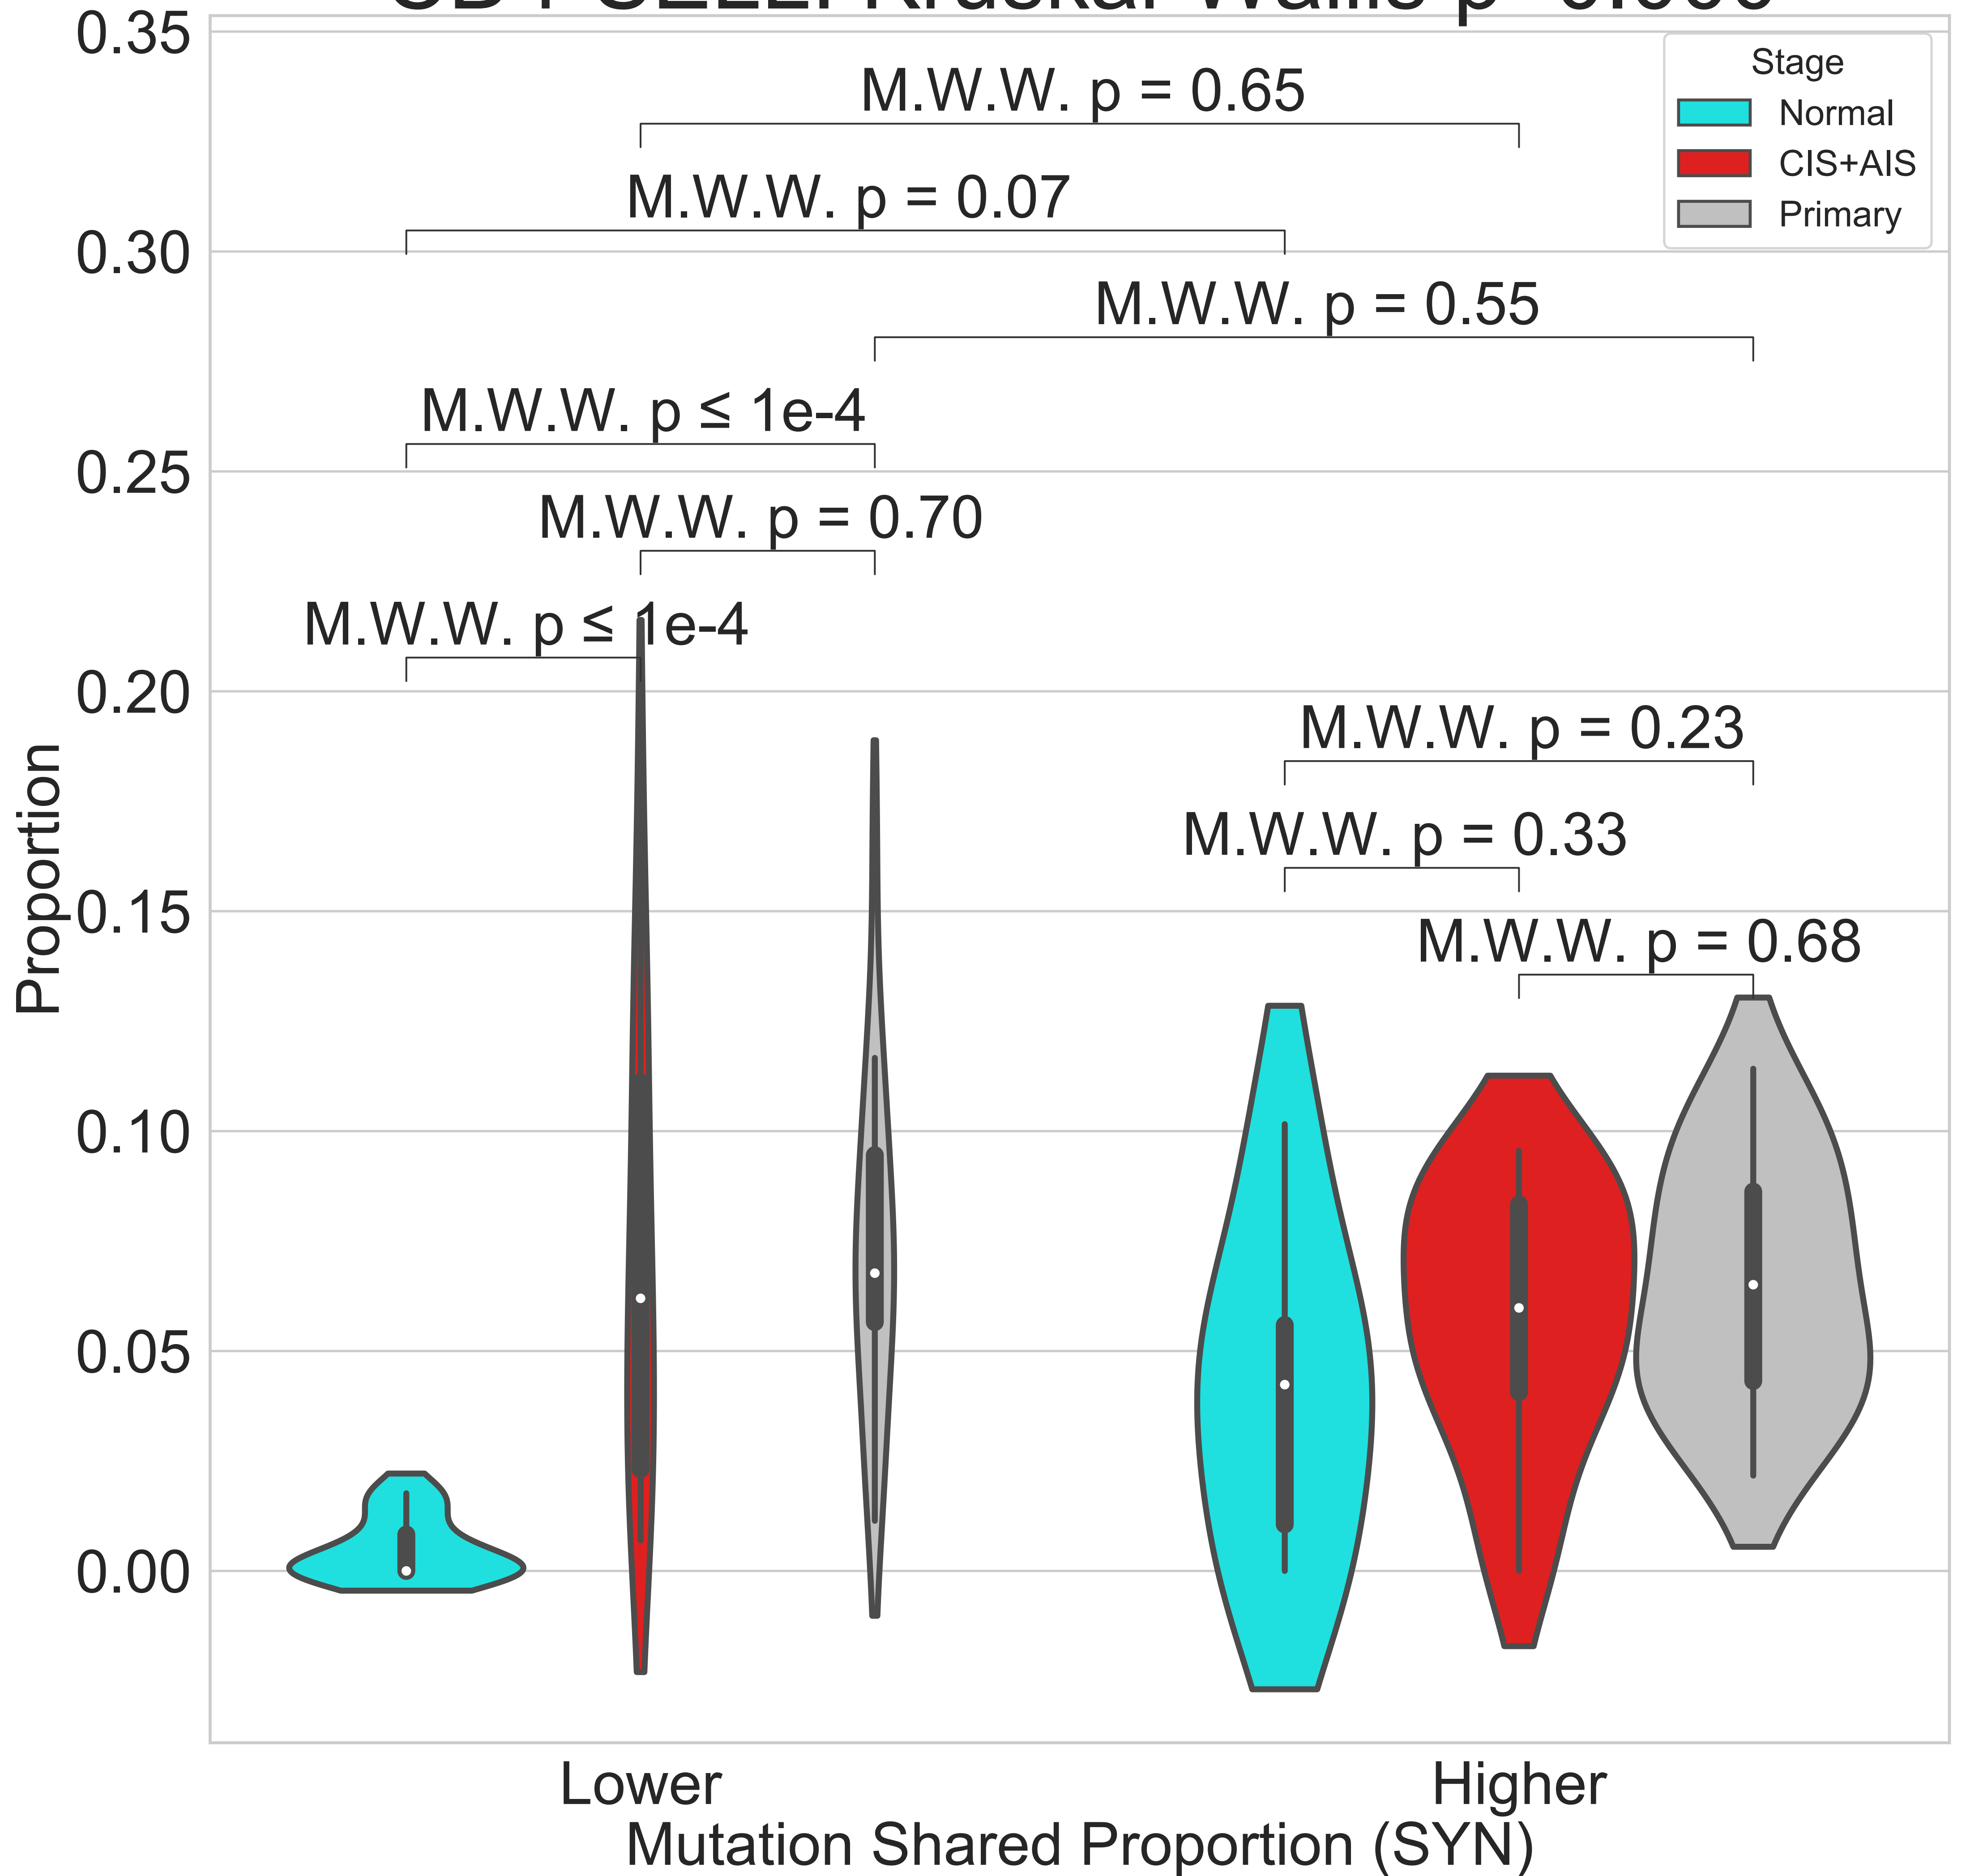 Kruskal-Wallis p
0.35
0.30
0.25
0.20
0.15
0.10
0.05
0.00
Proportion
M.W.W. p = 0.65
M.W.W. p = 0.07
M.W.W. p = 0.55
M.W.W. p ≤ 1e-4
M.W.W. p = 0.70
M.W.W. p ≤ 1e-4
M.W.W. p = 0.23
M.W.W. p = 0.33
M.W.W. p = 0.68
Stage
Normal
CIS+AIS
Primary
Lower
Higher
Mutation Shared Proportion (SYN)